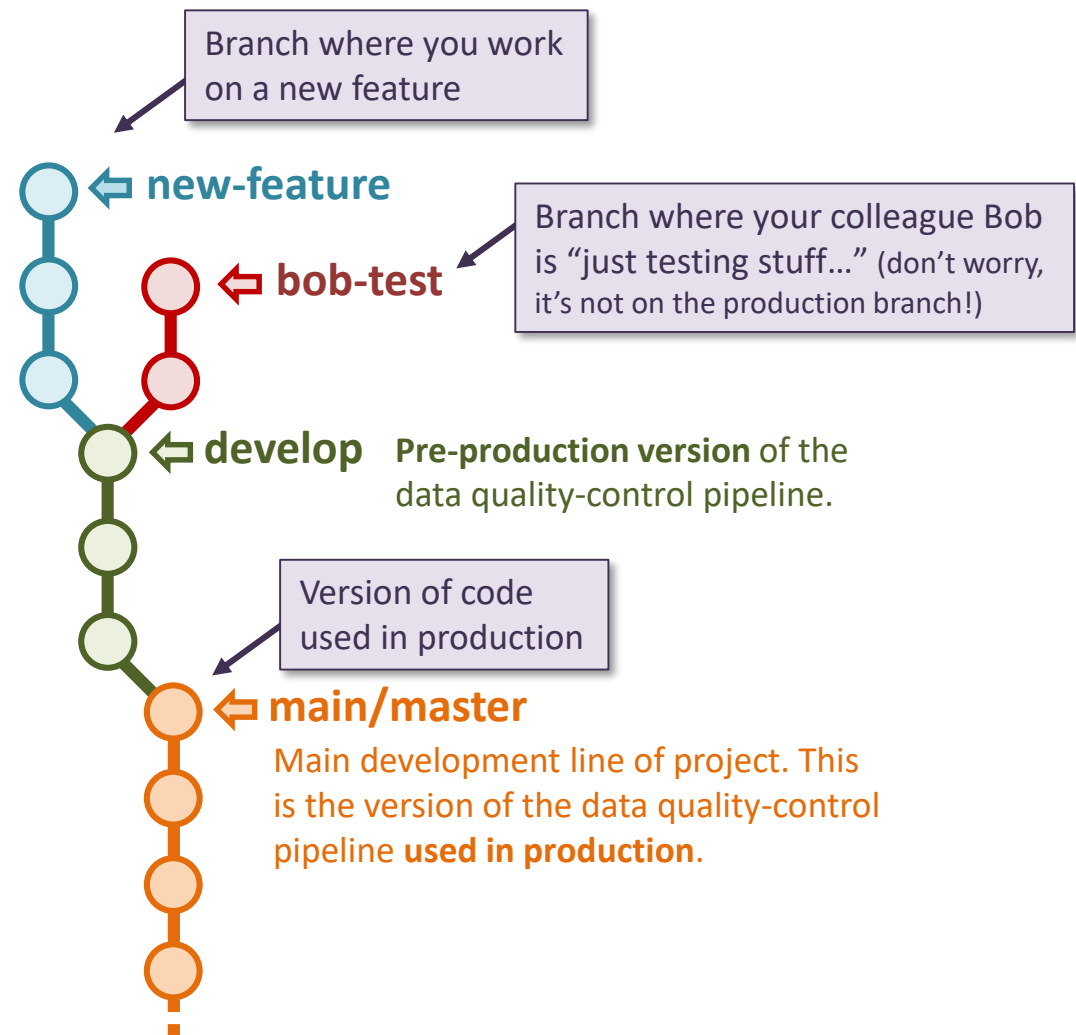 Branch where you work
on a new feature
new-feature
Branch where your colleague Bob
is “just testing stuff…” (don’t worry,
it’s not on the production branch!)
bob-test
develop
Pre-production version of the
data quality-control pipeline.
Version of code
used in production
main/master
Main development line of project. This
is the version of the data quality-control
pipeline used in production.